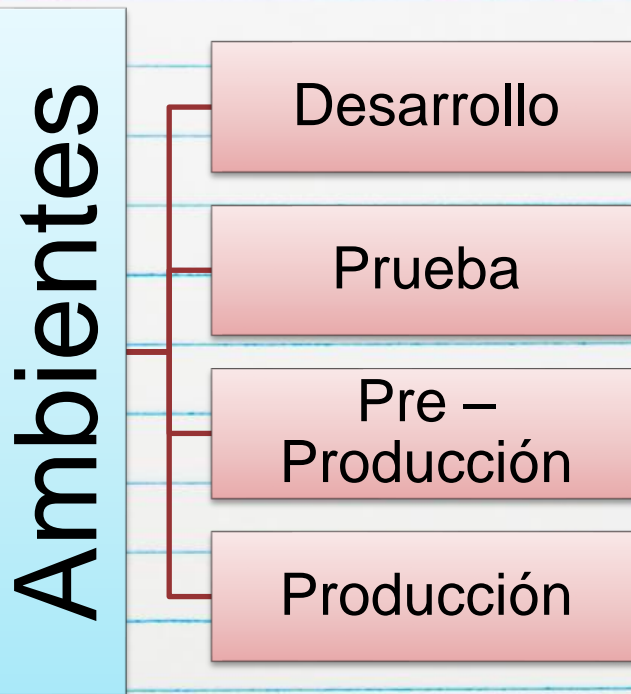 Ambientes
Desarrollo
Prueba
Pre –
Producción
Producción